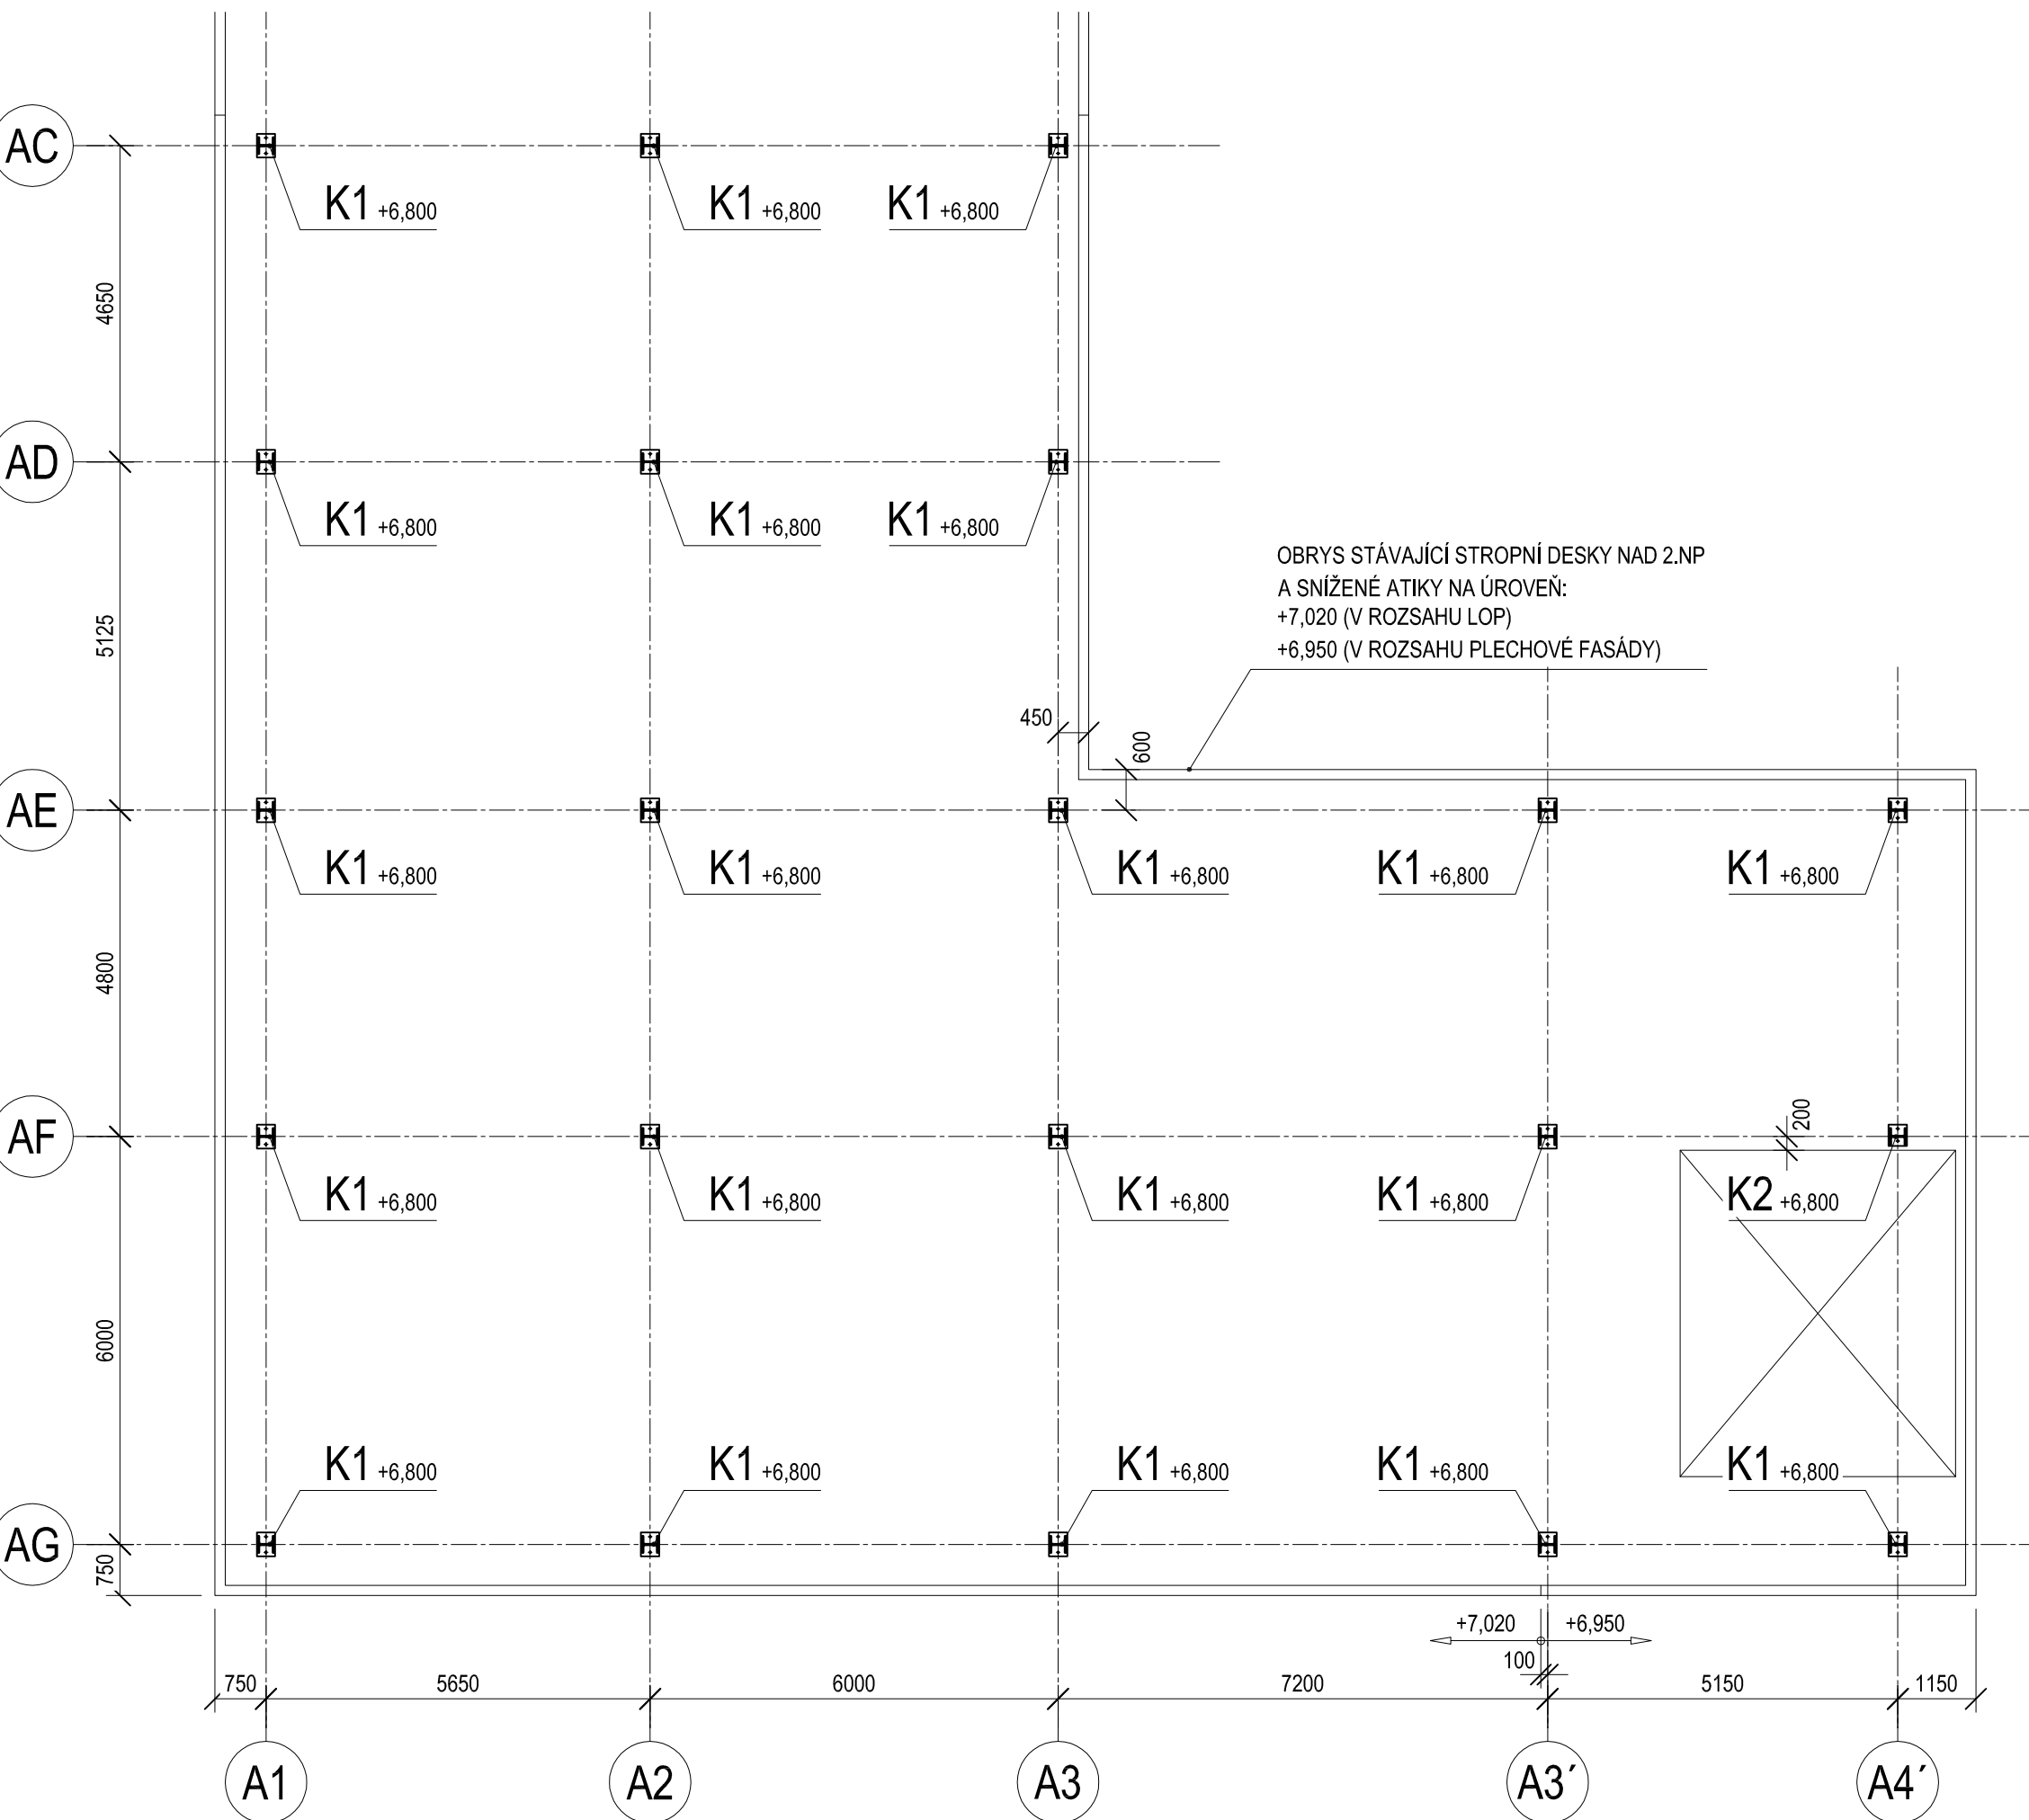 AC
K1 +6,800
K1 +6,800
K1 +6,800
4650
AD
K1 +6,800
K1 +6,800
K1 +6,800
OBRYS STÁVAJÍCÍ STROPNÍ DESKY NAD 2.NP
A SNÍŽENÉ ATIKY NA ÚROVEŇ:
+7,020 (V ROZSAHU LOP)
+6,950 (V ROZSAHU PLECHOVÉ FASÁDY)
5125
450
600
AE
K1 +6,800
K1 +6,800
K1 +6,800
K1 +6,800
K1 +6,800
4800
AF
200
K1 +6,800
K1 +6,800
K1 +6,800
K1 +6,800
K2 +6,800
6000
K1 +6,800
K1 +6,800
K1 +6,800
K1 +6,800
K1 +6,800
AG
750
+7,020
+6,950
100
750
5650
6000
7200
5150
1150
A1
A2
A3
A3´
A4´